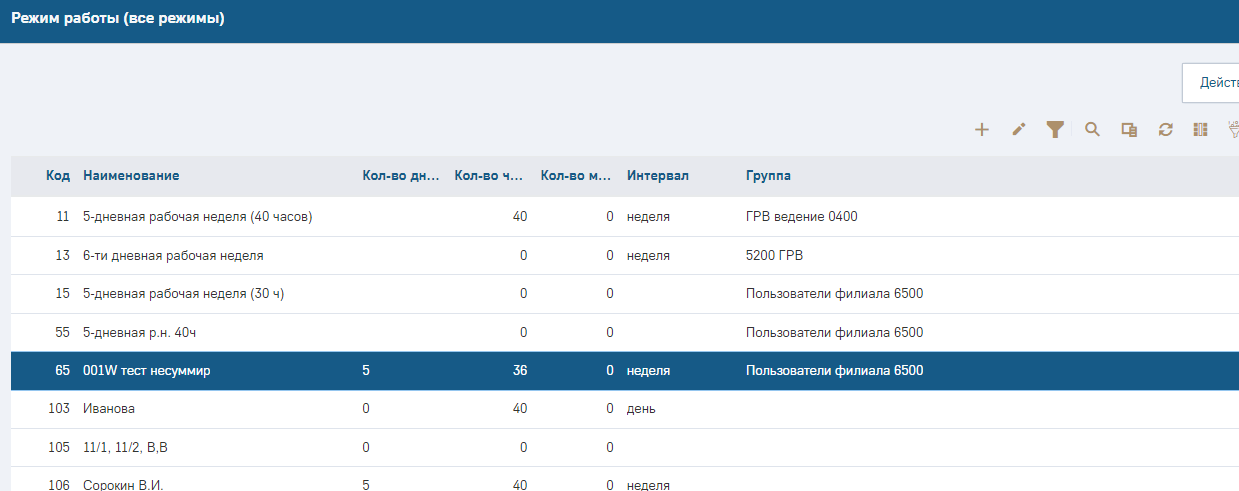 Режим работы (все режимы)
Действ
Код Наименование Кол-во дн... Кол-во ч... Кол-во м... Интервал Группа
11 5-дневная рабочая неделя (40 часов) 40 0 неделя ГРВ ведение 0400
13 6-ти дневная рабочая неделя 0 0 неделя 5200 ГРВ
15 5-дневная рабочая неделя (30 ч) 0 0 Пользователи филиала 6500
55 5-дневная р.н. 40ч 0 0 Пользователи филиала 6500
65 001W тест несуммир 5 36 0 неделя Пользователи филиала 6500
103 Иванова 0 40 0 день
105 11/1, 11/2, В,В 0 0 0
106 Сорокин В.И. 5 40 0 неделя